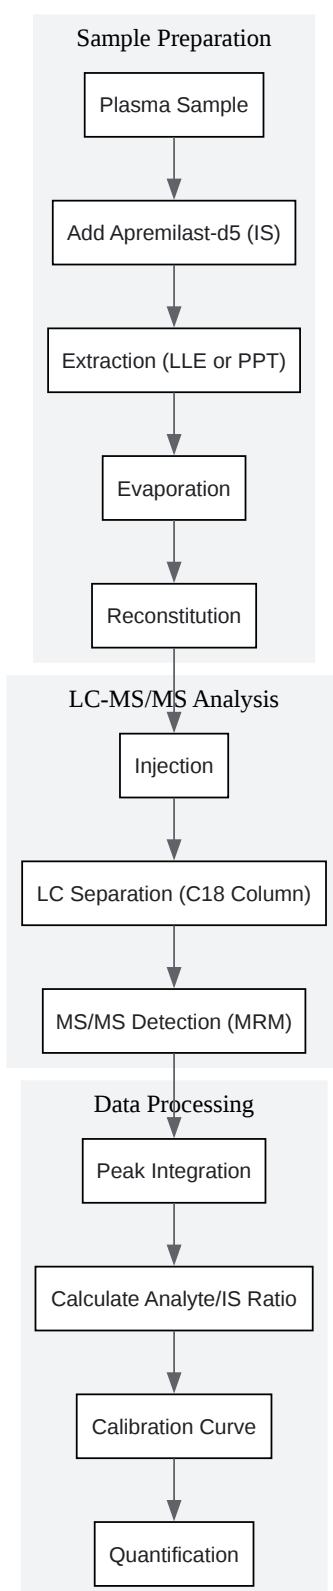 Sample Preparation
Plasma Sample
Add Apremilast-d5 (IS)
Extraction (LLE or PPT)
Evaporation
Reconstitution
LC-MS/MS Analysis
Injection
LC Separation (C18 Column)
MS/MS Detection (MRM)
Data Processing
Peak Integration
Calculate Analyte/IS Ratio
Calibration Curve
Quantification